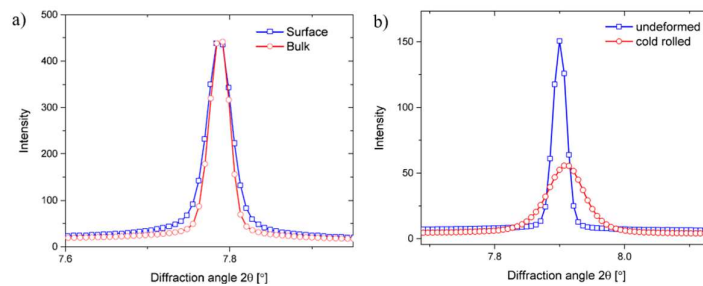 a)
500
400
300
200
100
0
Intensity
Surface
Bulk
7.6
7.8
Diffraction angle 2θ [°]
b)
150
100
50
0
Intensity
undeformed
cold rolled
7.8
8.0
Diffraction angle 2θ [°]